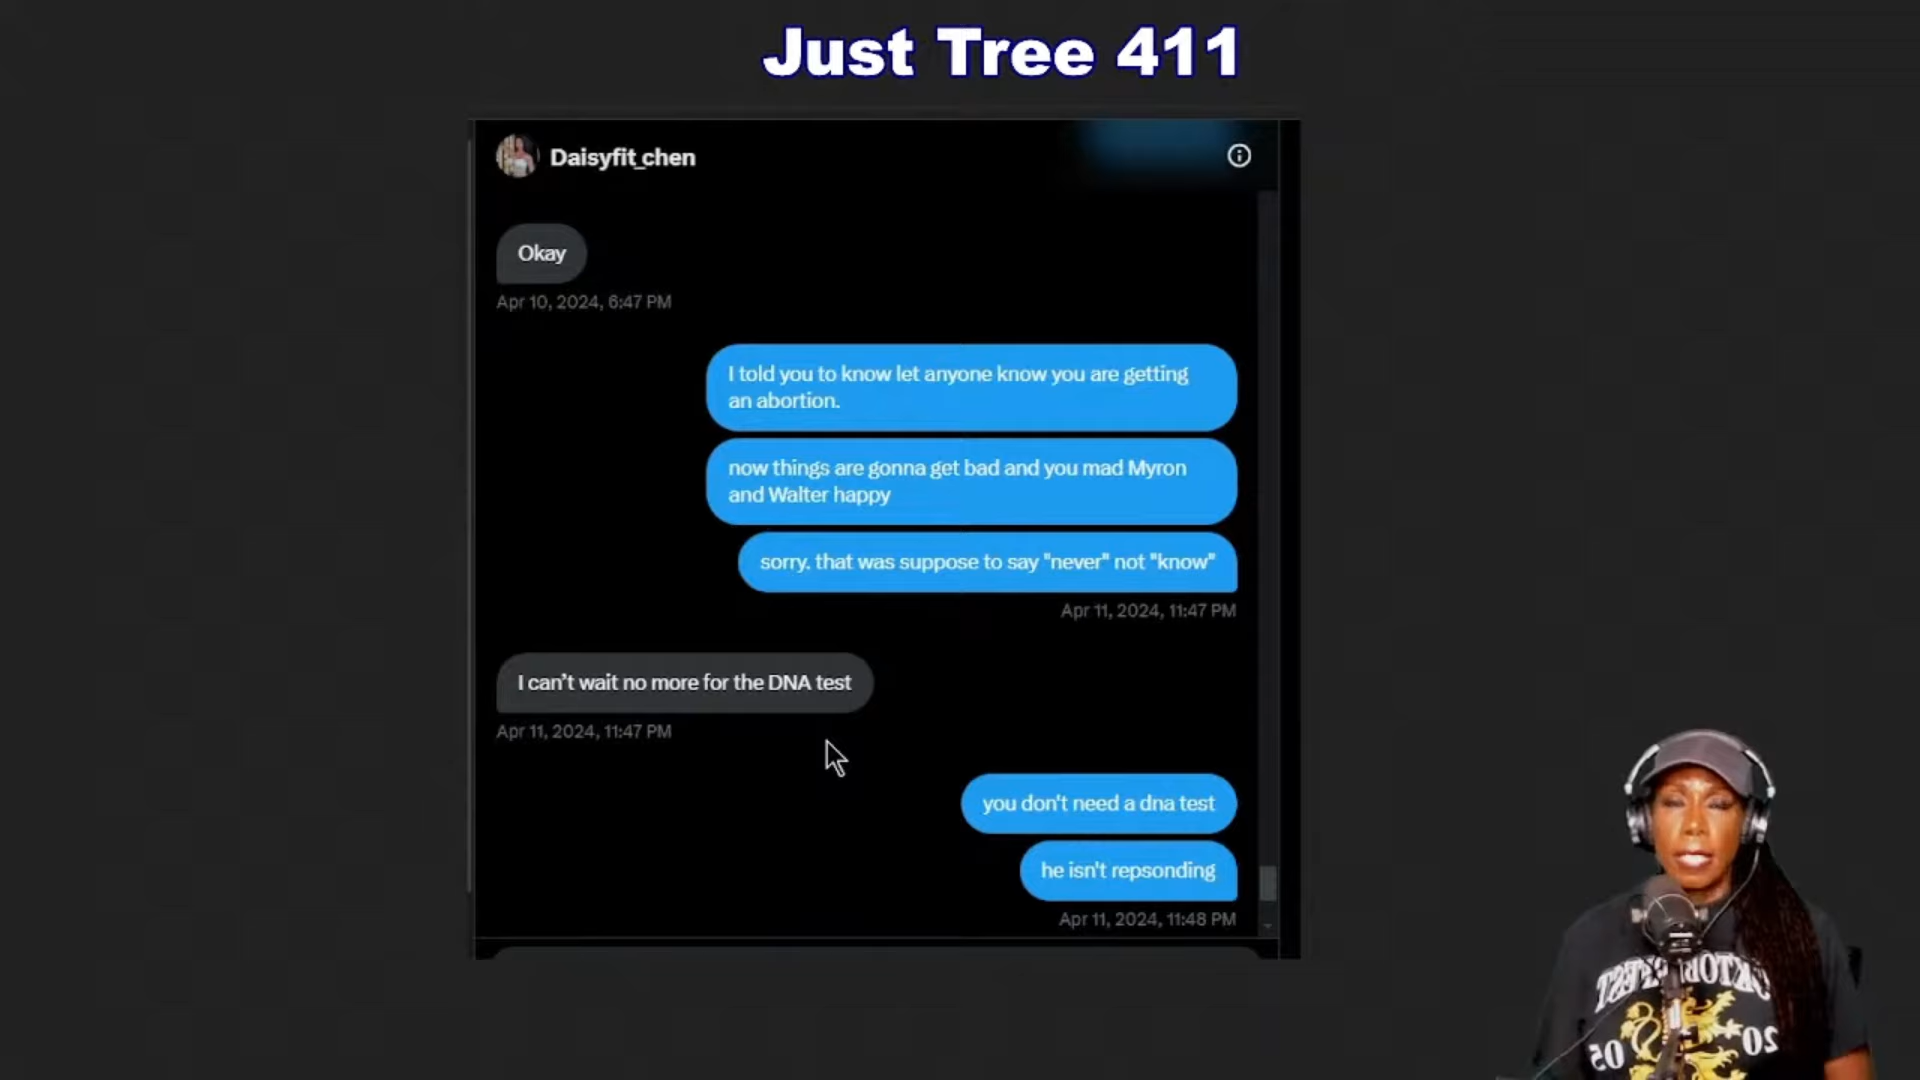 Just Tree 411
Daisyfit_chen
Okay
Apr 10, 2024, 6:47 PM
I told you to know let anyone know you are getting
an abortion.
now things are gonna get bad and you mad Myron
and Walter happy
sorry. that was suppose to say "never" not "know"
Apr 11, 2024, 11:47 PM
I can't wait no more for the DNA test
Apr 11, 2024, 11:47 PM
you don't need a dna test
he isn't repsonding
Apr 11, 2024, 11:48 PM
20
05